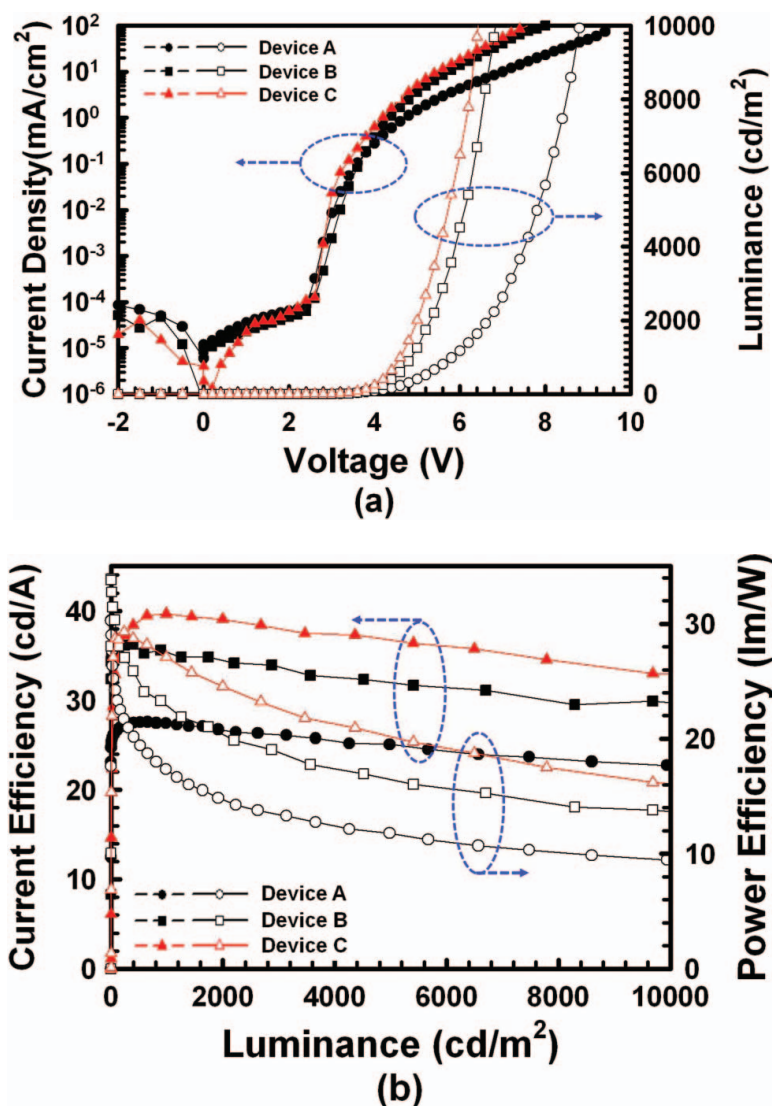 Current Density(mA/cm²)
10²
10¹
10⁰
10⁻¹
10⁻²
10⁻³
10⁻⁴
10⁻⁵
10⁻⁶
Device A
Device B
Device C
10000
8000
6000
4000
2000
0
Luminance (cd/m²)
-2 0 2 4 6 8 10
Voltage (V)
(a)
Current Efficiency (cd/A)
40
30
20
10
0
Device A
Device B
Device C
30
20
10
0
Power Efficiency (lm/W)
0 2000 4000 6000 8000 10000
Luminance (cd/m²)
(b)